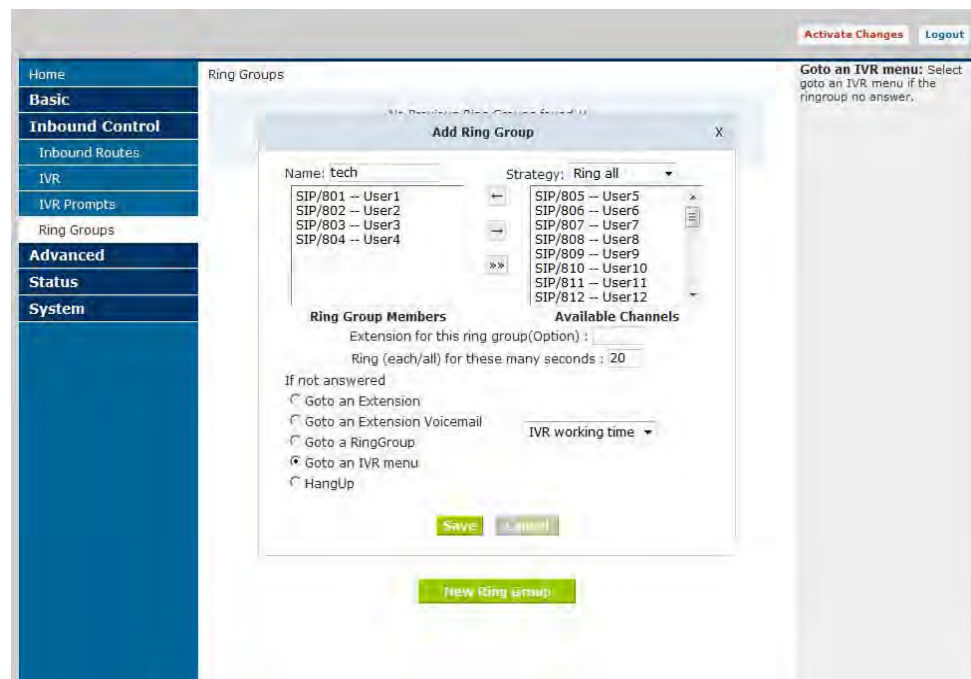 Activate Changes Logout
Home
Basic
Inbound Control
Inbound Routes
IVR
IVR Prompts
Ring Groups
Advanced
Status
System
Ring Groups
No Previous Ring Groups found !!
Add Ring Group X
Name: tech Strategy: Ring all
SIP/801 -- User1
SIP/802 -- User2
SIP/803 -- User3
SIP/804 -- User4
←
→
»»
SIP/805 -- User5
SIP/806 -- User6
SIP/807 -- User7
SIP/808 -- User8
SIP/809 -- User9
SIP/810 -- User10
SIP/811 -- User11
SIP/812 -- User12
Ring Group Members Available Channels
Extension for this ring group(Option) :
Ring (each/all) for these many seconds : 20
If not answered
Goto an Extension
Goto an Extension Voicemail
Goto a RingGroup
Goto an IVR menu
HangUp
IVR working time
Save Cancel
New Ring Group
Goto an IVR menu: Select
goto an IVR menu if the
ringroup no answer.